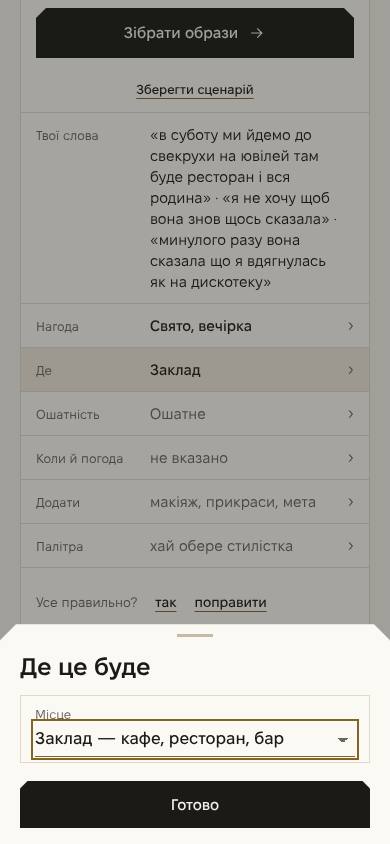 Зібрати образи →
Зберегти сценарій
Твої слова
«в суботу ми йдемо до
свекрухи на ювілей там
буде ресторан і вся
родина» · «я не хочу щоб
вона знов щось сказала» ·
«минулого разу вона
сказала що я вдягнулась
як на дискотеку»
Нагода Свято, вечірка
Де Заклад
Ошатність Ошатне
Коли й погода не вказано
Додати макіяж, прикраси, мета
Палітра хай обере стилістка
Усе правильно? так поправити
Де це буде
Місце
Заклад — кафе, ресторан, бар
Готово